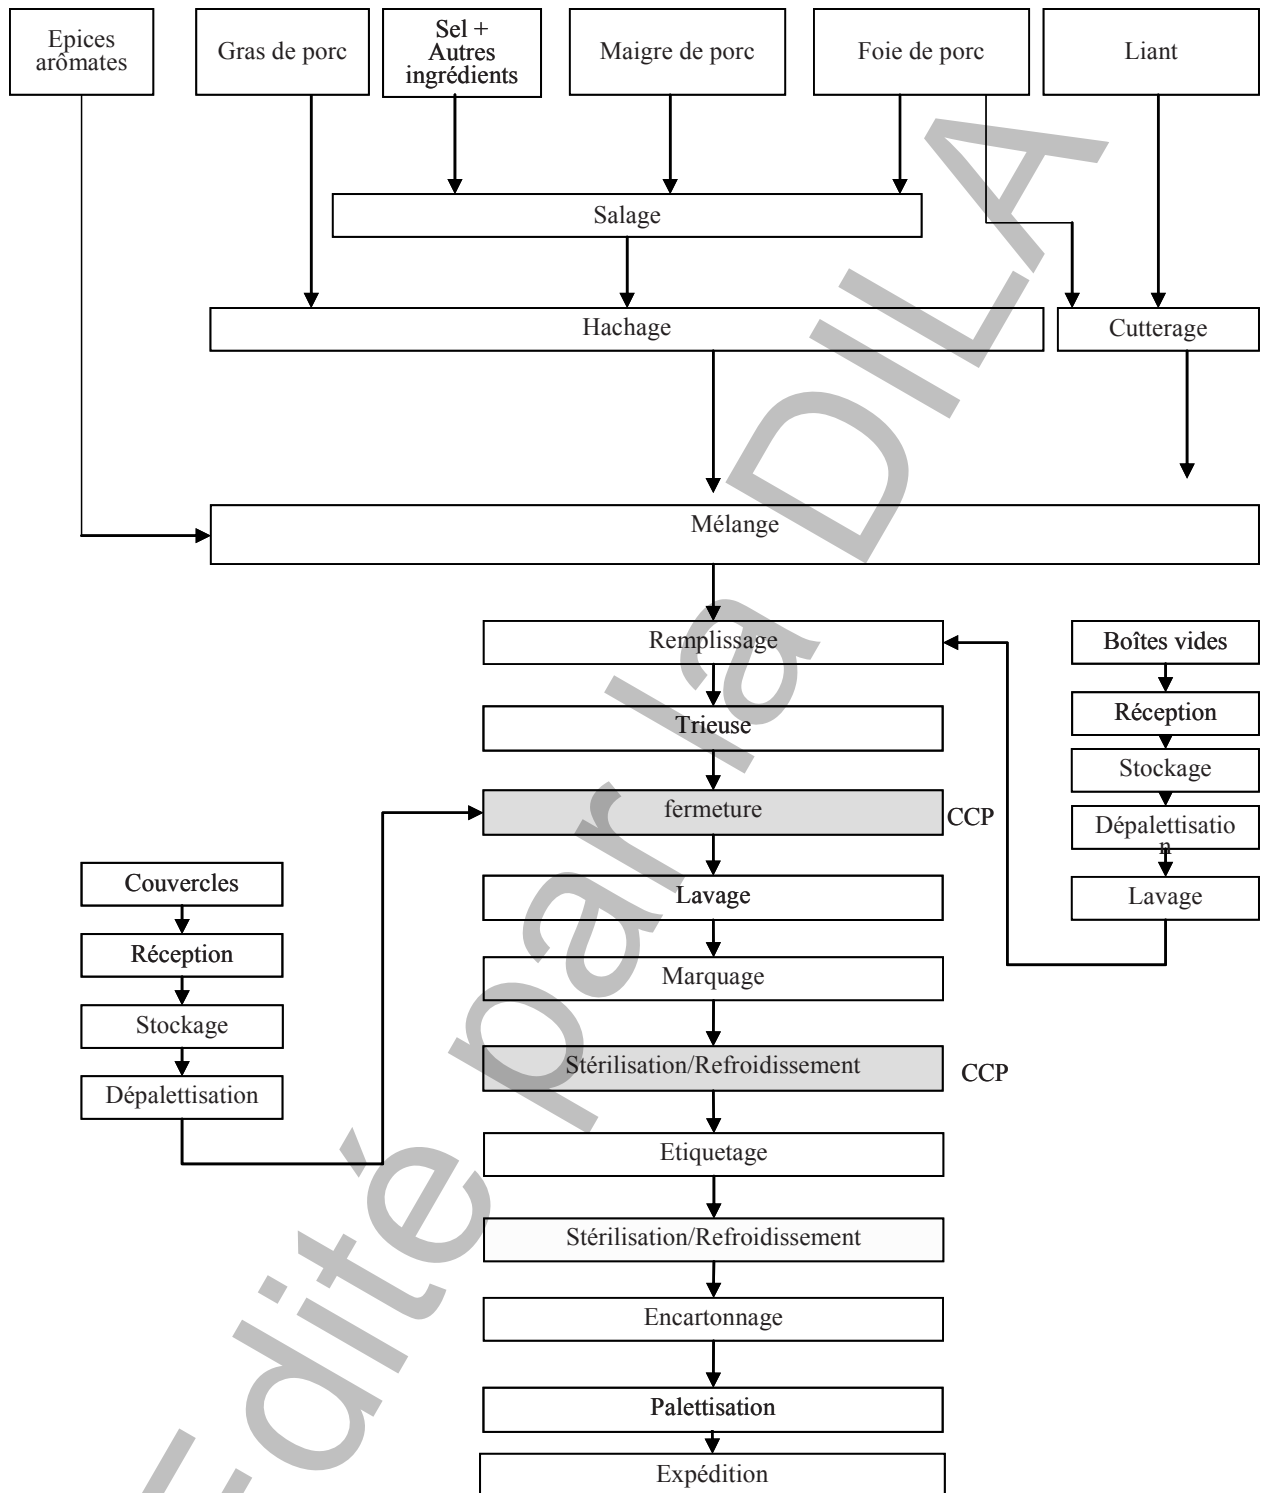 Epices
arômates
Gras de porc
Sel +
Autres
ingrédients
Maigre de porc
Foie de porc
Liant
Salage
Hachage
Cutterage
Mélange
Remplissage
Boîtes vides
Trieuse
Réception
Stockage
fermeture
CCP
Dépalettisatio
n
Couvercles
Lavage
Lavage
Réception
Marquage
Stockage
Stérilisation/Refroidissement
CCP
Dépalettisation
Etiquetage
Stérilisation/Refroidissement
Encartonnage
Palettisation
Expédition
Edité par la DILA